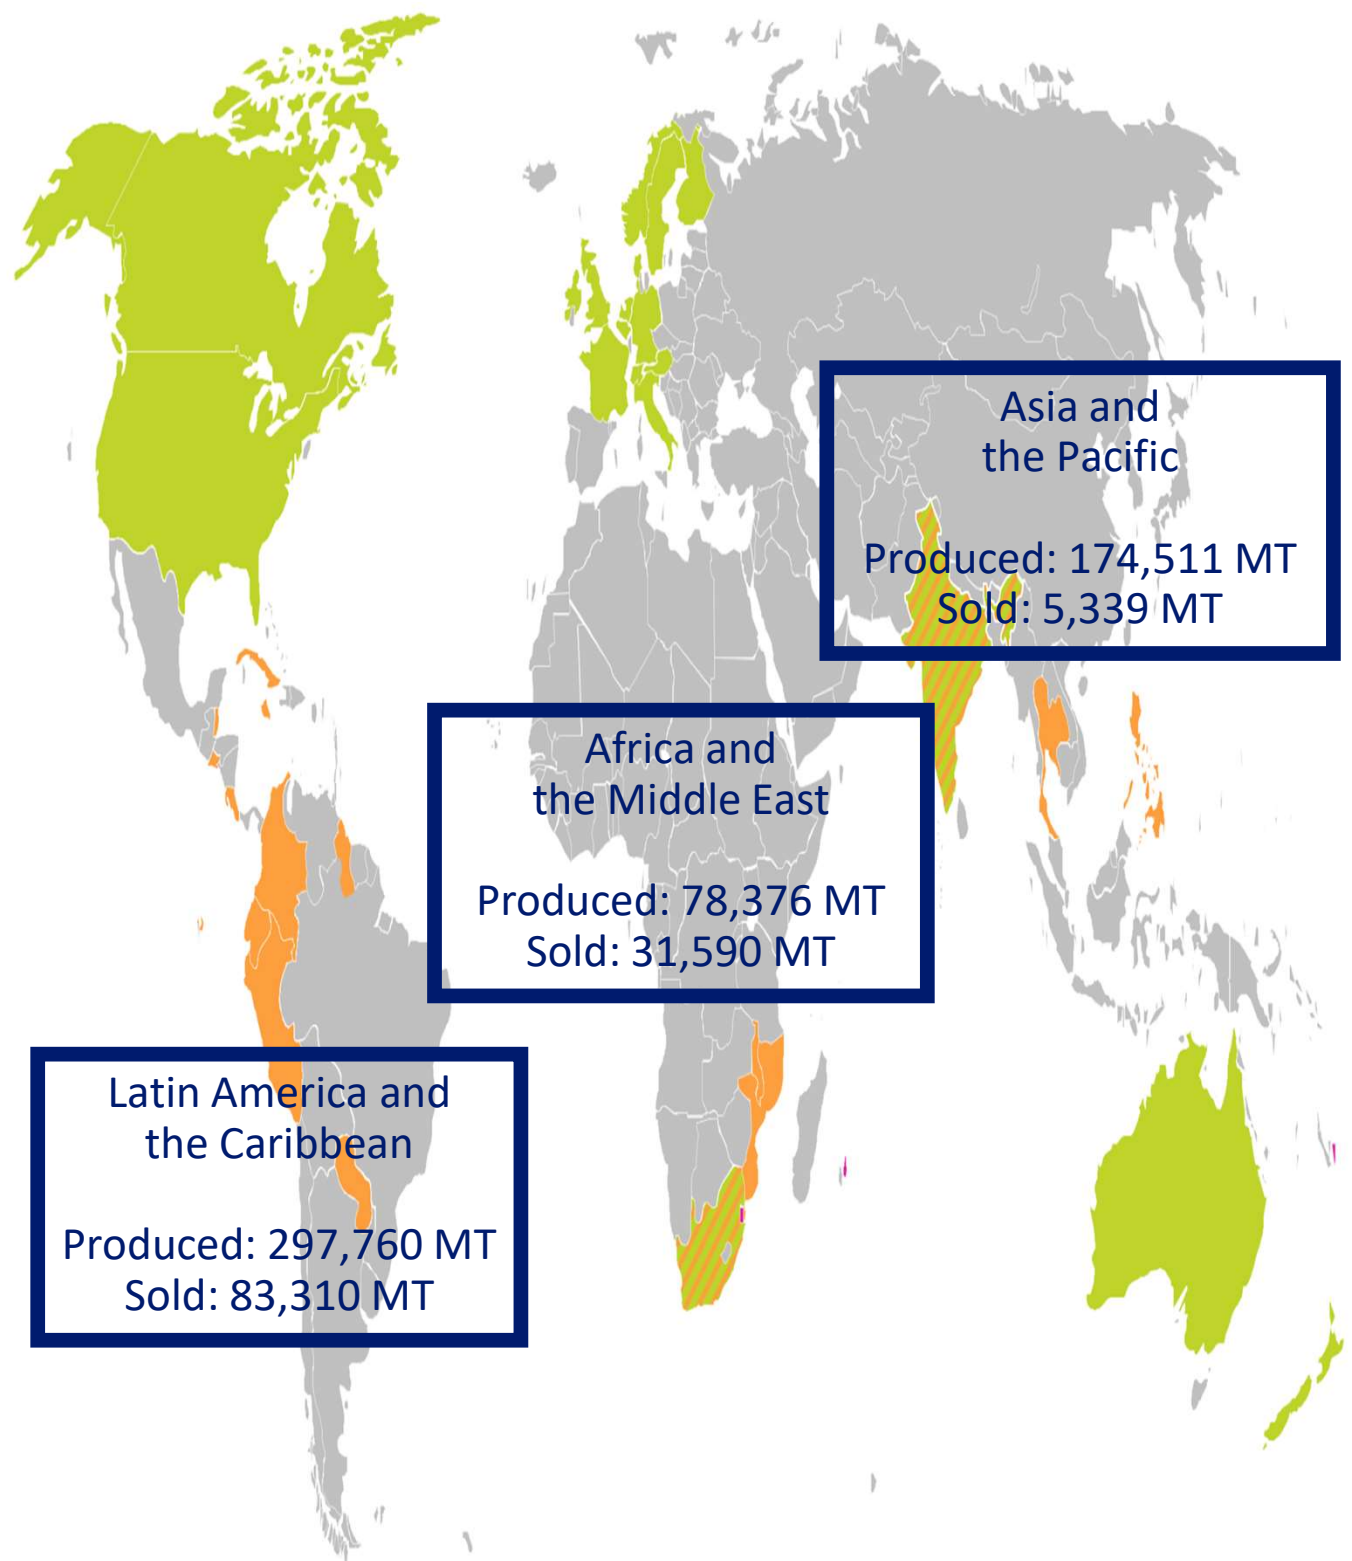 Asia and
the Pacific
Produced: 174,511 MT
Sold: 5,339 MT
Africa and
the Middle East
Produced: 78,376 MT
Sold: 31,590 MT
Latin America and
the Caribbean
Produced: 297,760 MT
Sold: 83,310 MT